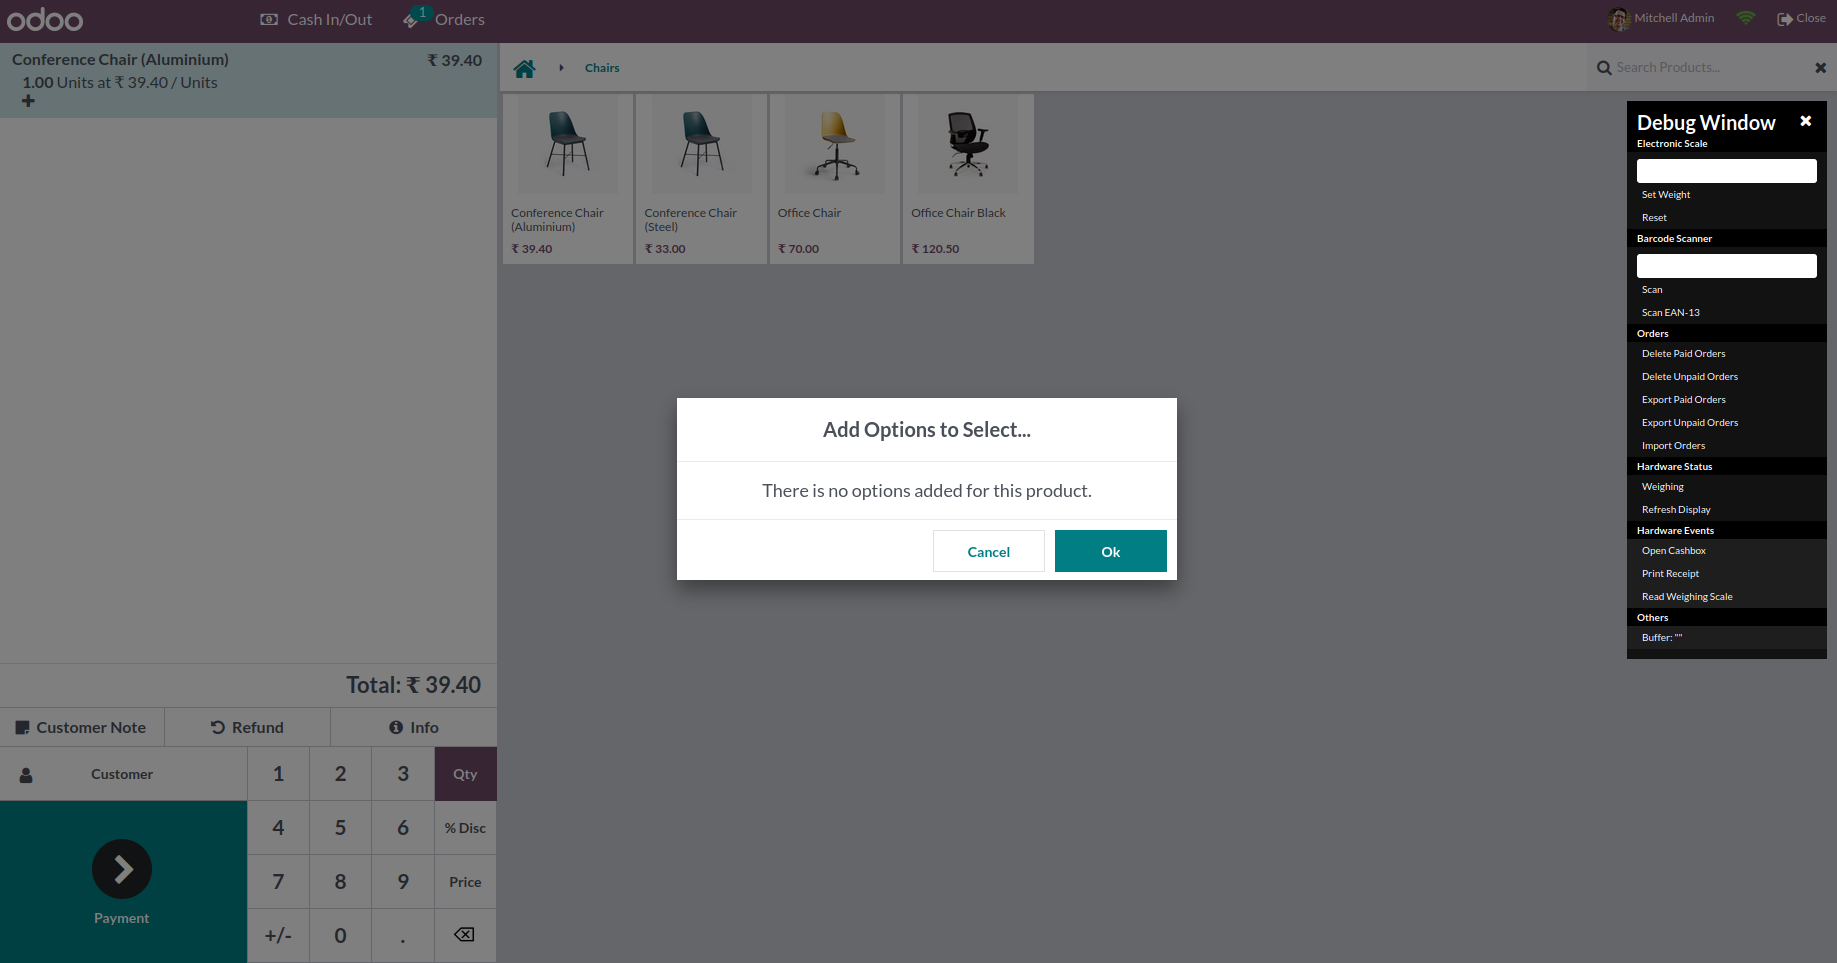 odoo
Cash In/Out
1
Orders
Mitchell Admin
Close
Conference Chair (Aluminium)
₹ 39.40
1.00 Units at ₹ 39.40 / Units
Chairs
Search Products...
Conference Chair
(Aluminium)
₹ 39.40
Conference Chair
(Steel)
₹ 33.00
Office Chair
₹ 70.00
Office Chair Black
₹ 120.50
Debug Window
Electronic Scale
Set Weight
Reset
Barcode Scanner
Scan
Scan EAN-13
Orders
Delete Paid Orders
Delete Unpaid Orders
Export Paid Orders
Export Unpaid Orders
Import Orders
Hardware Status
Weighing
Refresh Display
Hardware Events
Open Cashbox
Print Receipt
Read Weighing Scale
Others
Buffer: ""
Add Options to Select...
There is no options added for this product.
Cancel
Ok
Total: ₹ 39.40
Customer Note
Refund
Info
Customer
1
2
3
Qty
4
5
6
% Disc
7
8
9
Price
Payment
+/-
0
.